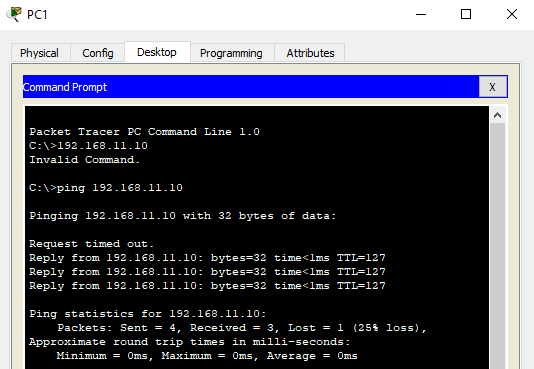 PC1
Physical Config Desktop Programming Attributes
Command Prompt X
Packet Tracer PC Command Line 1.0
C:\>192.168.11.10
Invalid Command.
C:\>ping 192.168.11.10
Pinging 192.168.11.10 with 32 bytes of data:
Request timed out.
Reply from 192.168.11.10: bytes=32 time<1ms TTL=127
Reply from 192.168.11.10: bytes=32 time<1ms TTL=127
Reply from 192.168.11.10: bytes=32 time<1ms TTL=127
Ping statistics for 192.168.11.10:
Packets: Sent = 4, Received = 3, Lost = 1 (25% loss),
Approximate round trip times in milli-seconds:
Minimum = 0ms, Maximum = 0ms, Average = 0ms